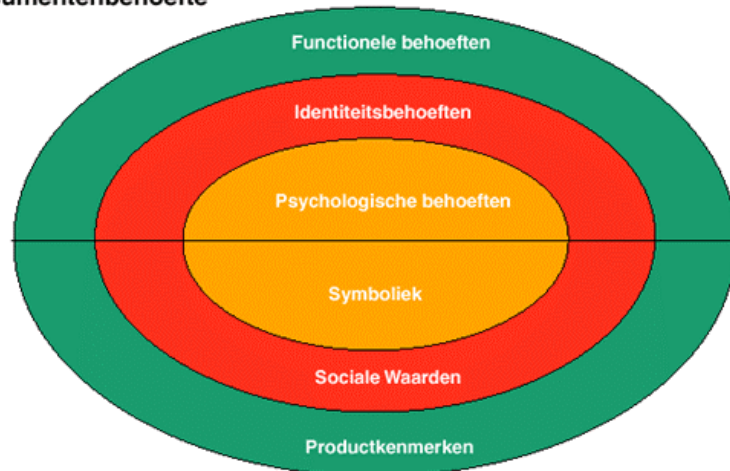 Functionele behoeften
Identiteitsbehoeften
Psychologische behoeften
Symboliek
Sociale Waarden
Productkenmerken